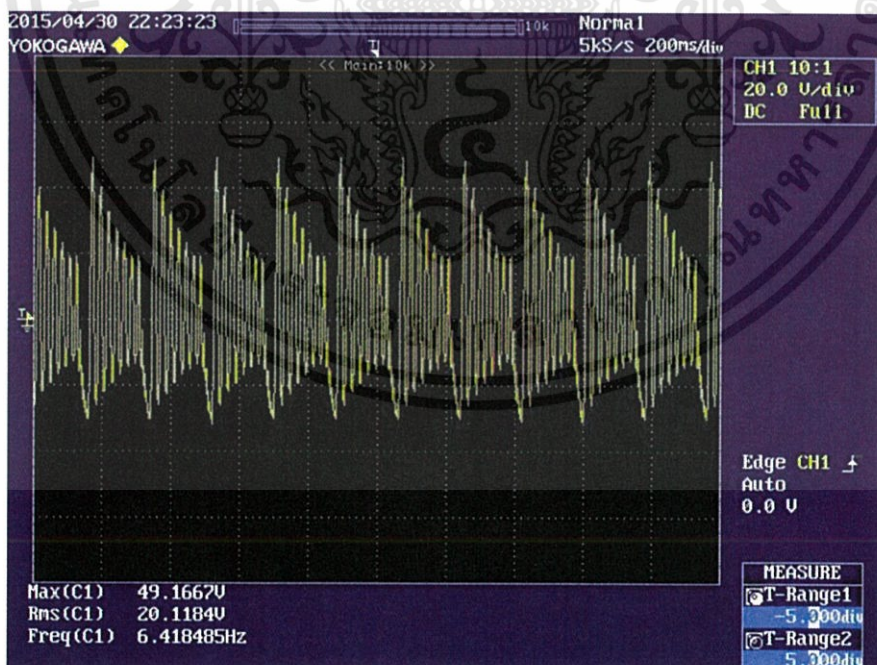 2015/04/30 22:23:23
10k
Normal
YOKOGAWA
T
5kS/s 200ms/div
<< Main:10k >>
CH1 10:1
20.0 V/div
DC Full
T
Edge CH1
Auto
0.0 V
Max(C1) 49.1667V
Rms(C1) 20.1184V
Freq(C1) 6.418485Hz
MEASURE
T-Range1
-5.000div
T-Range2
5.000div